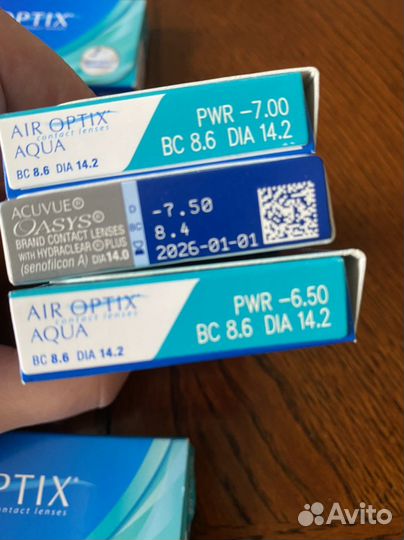 OPTIX
AIR OPTIX®
contact lenses
AQUA
BC 8.6 DIA 14.2
PWR -7.00
BC 8.6 DIA 14.2
ACUVUE®
OASYS®
BRAND CONTACT LENSES
WITH HYDRACLEAR® PLUS
(senofilcon A) DIA 14.0
D -7.50
BC 8.4
2026-01-01
AIR OPTIX®
contact lenses
AQUA
BC 8.6 DIA 14.2
PWR -6.50
BC 8.6 DIA 14.2
PTIX®
contact lenses
Avito